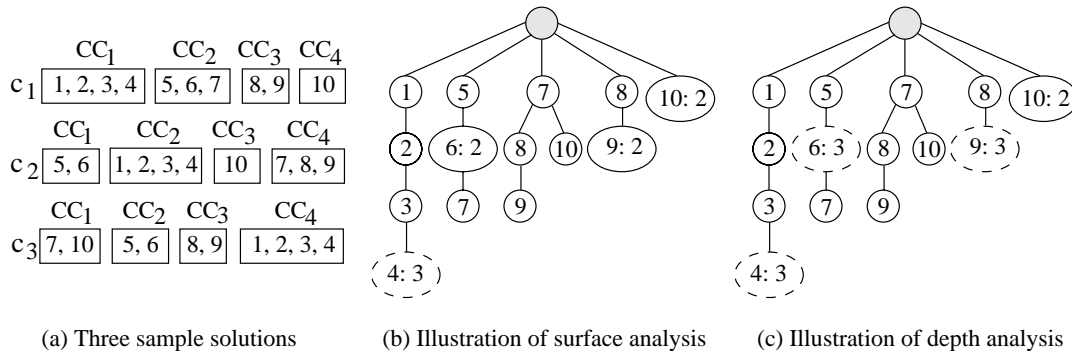 CC1 CC2 CC3 CC4
c1 1, 2, 3, 4 5, 6, 7 8, 9 10
CC1 CC2 CC3 CC4
c2 5, 6 1, 2, 3, 4 10 7, 8, 9
CC1 CC2 CC3 CC4
c3 7, 10 5, 6 8, 9 1, 2, 3, 4
(a) Three sample solutions
1 5 7 8 10: 2
2 6: 2 8 10 9: 2
3 7 9
4: 3
(b) Illustration of surface analysis
1 5 7 8 10: 2
2 6: 3 8 10 9: 3
3 7 9
4: 3
(c) Illustration of depth analysis